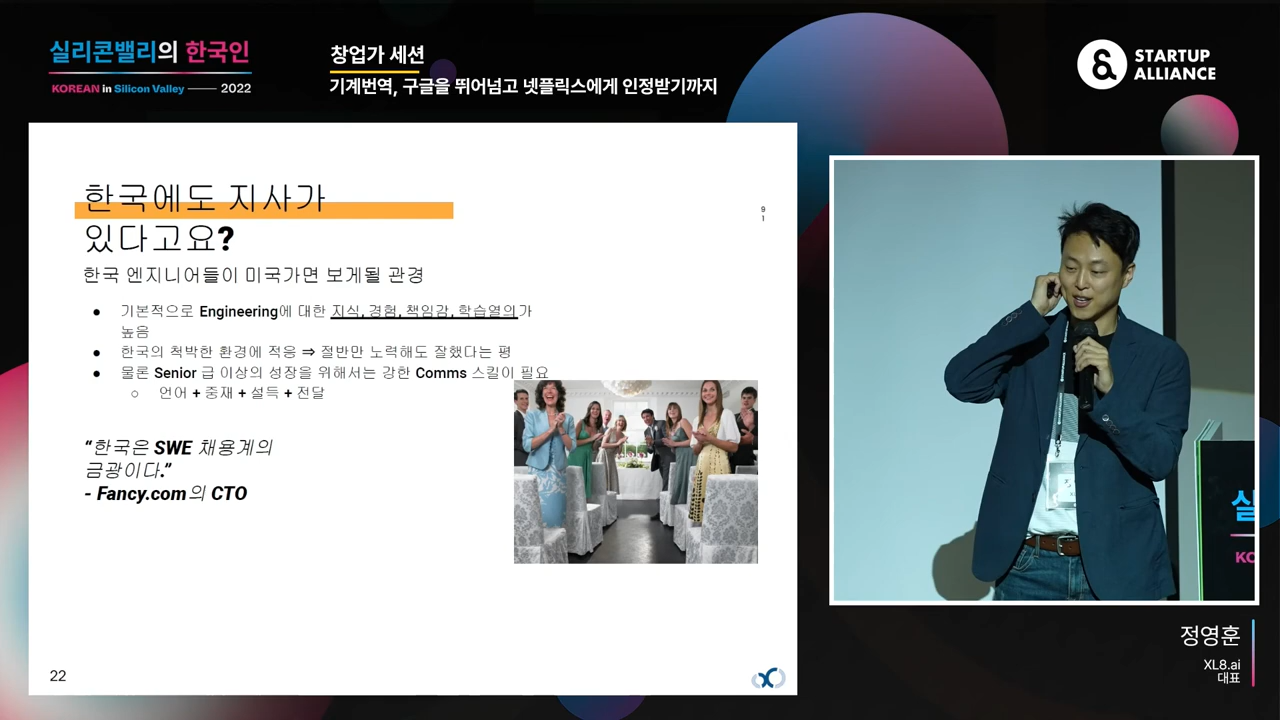 실리콘밸리의 한국인
KOREAN in Silicon Valley 2022
창업가 세션
기계번역, 구글을 뛰어넘고 넷플릭스에게 인정받기까지
STARTUP
ALLIANCE
한국에도 지사가
있다고요?
9
1
한국 엔지니어들이 미국가면 보게될 관경
● 기본적으로 Engineering에 대한 지식, 경험, 책임감, 학습열의가
높음
● 한국의 척박한 환경에 적응 ⇒ 절반만 노력해도 잘했다는 평
● 물론 Senior 급 이상의 성장을 위해서는 강한 Comms 스킬이 필요
○ 언어 + 중재 + 설득 + 전달
“한국은 SWE 채용계의
금광이다.”
- Fancy.com의 CTO
22
실
KO
정영훈
XL8.ai
대표